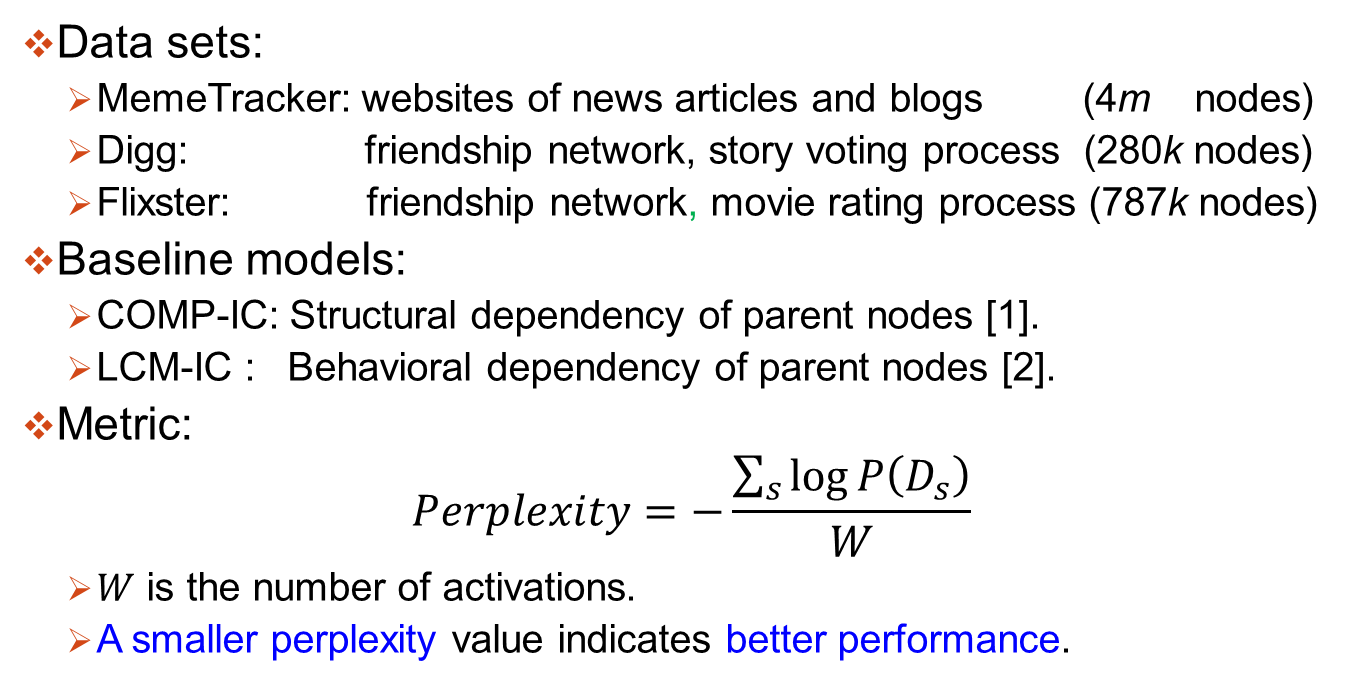 ❖Data sets:
➢MemeTracker: websites of news articles and blogs (4m nodes)
➢Digg: friendship network, story voting process (280k nodes)
➢Flixster: friendship network, movie rating process (787k nodes)
❖Baseline models:
➢COMP-IC: Structural dependency of parent nodes [1].
➢LCM-IC : Behavioral dependency of parent nodes [2].
❖Metric:
Perplexity = − ∑ₛ log P(Dₛ) / W
➢W is the number of activations.
➢A smaller perplexity value indicates better performance.